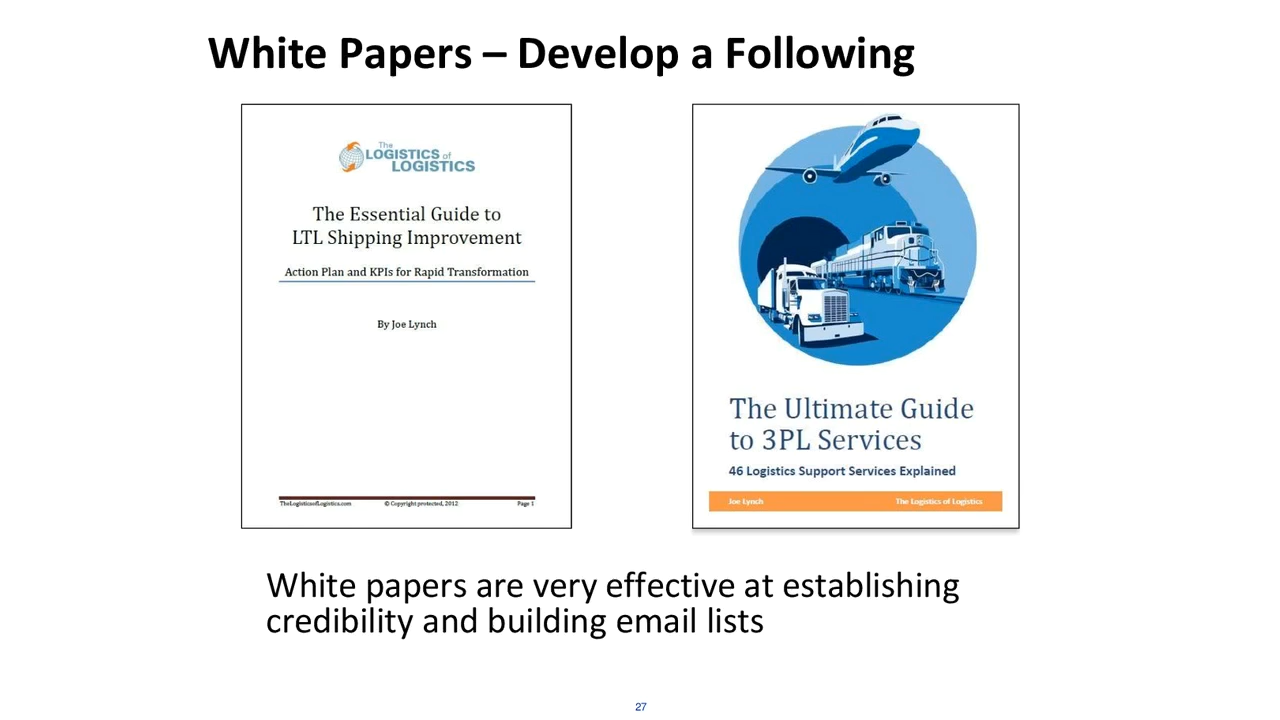 White Papers – Develop a Following
The
LOGISTICS of
LOGISTICS
The Essential Guide to
LTL Shipping Improvement
Action Plan and KPIs for Rapid Transformation
By Joe Lynch
TheLogisticsofLogistics.com © Copyright protected, 2012 Page 1
The Ultimate Guide
to 3PL Services
46 Logistics Support Services Explained
Joe Lynch The Logistics of Logistics
White papers are very effective at establishing
credibility and building email lists
27